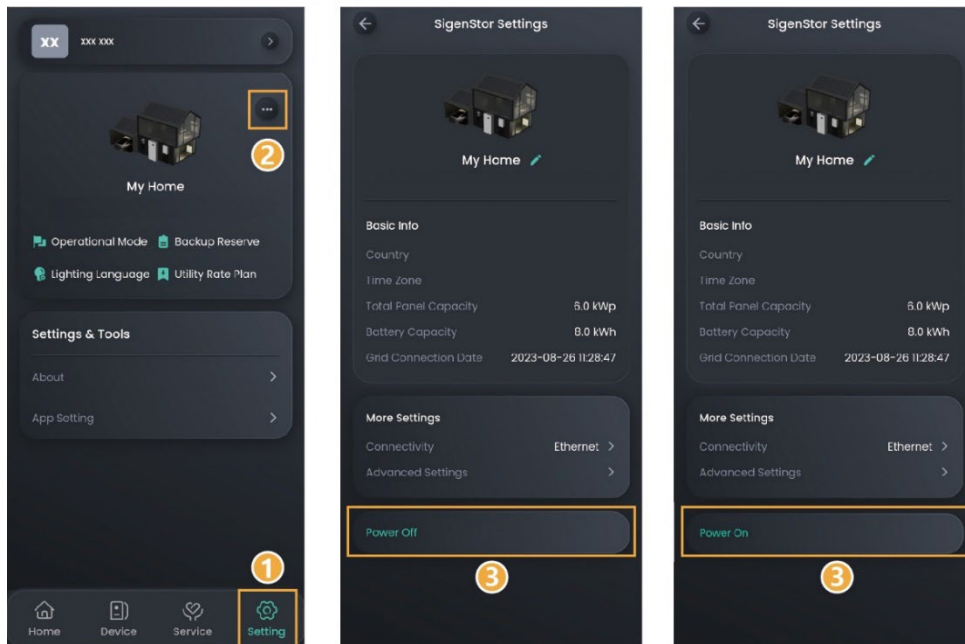 XX
xxx xxx
2
My Home
Operational Mode
Backup Reserve
Lighting Language
Utility Rate Plan
Settings & Tools
About
App Setting
1
Home
Device
Service
Setting
SigenStor Settings
My Home
Basic Info
Country
Time Zone
Total Panel Capacity 6.0 kWp
Battery Capacity 8.0 kWh
Grid Connection Date 2023-08-26 11:28:47
More Settings
Connectivity Ethernet
Advanced Settings
Power Off
3
SigenStor Settings
My Home
Basic Info
Country
Time Zone
Total Panel Capacity 6.0 kWp
Battery Capacity 8.0 kWh
Grid Connection Date 2023-08-26 11:28:47
More Settings
Connectivity Ethernet
Advanced Settings
Power On
3